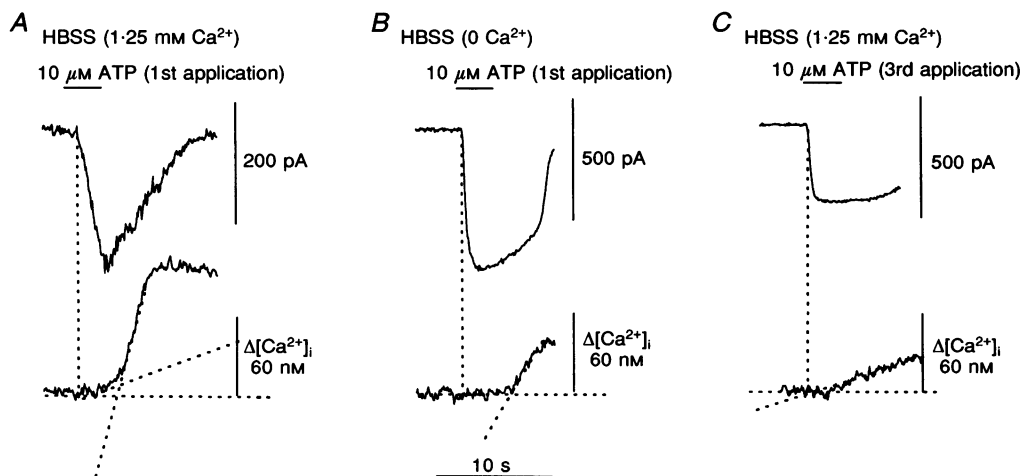 A
HBSS (1·25 mM Ca²⁺)
10 μM ATP (1st application)
200 pA
Δ[Ca²⁺]ᵢ
60 nM
B
HBSS (0 Ca²⁺)
10 μM ATP (1st application)
500 pA
Δ[Ca²⁺]ᵢ
60 nM
10 s
C
HBSS (1·25 mM Ca²⁺)
10 μM ATP (3rd application)
500 pA
Δ[Ca²⁺]ᵢ
60 nM